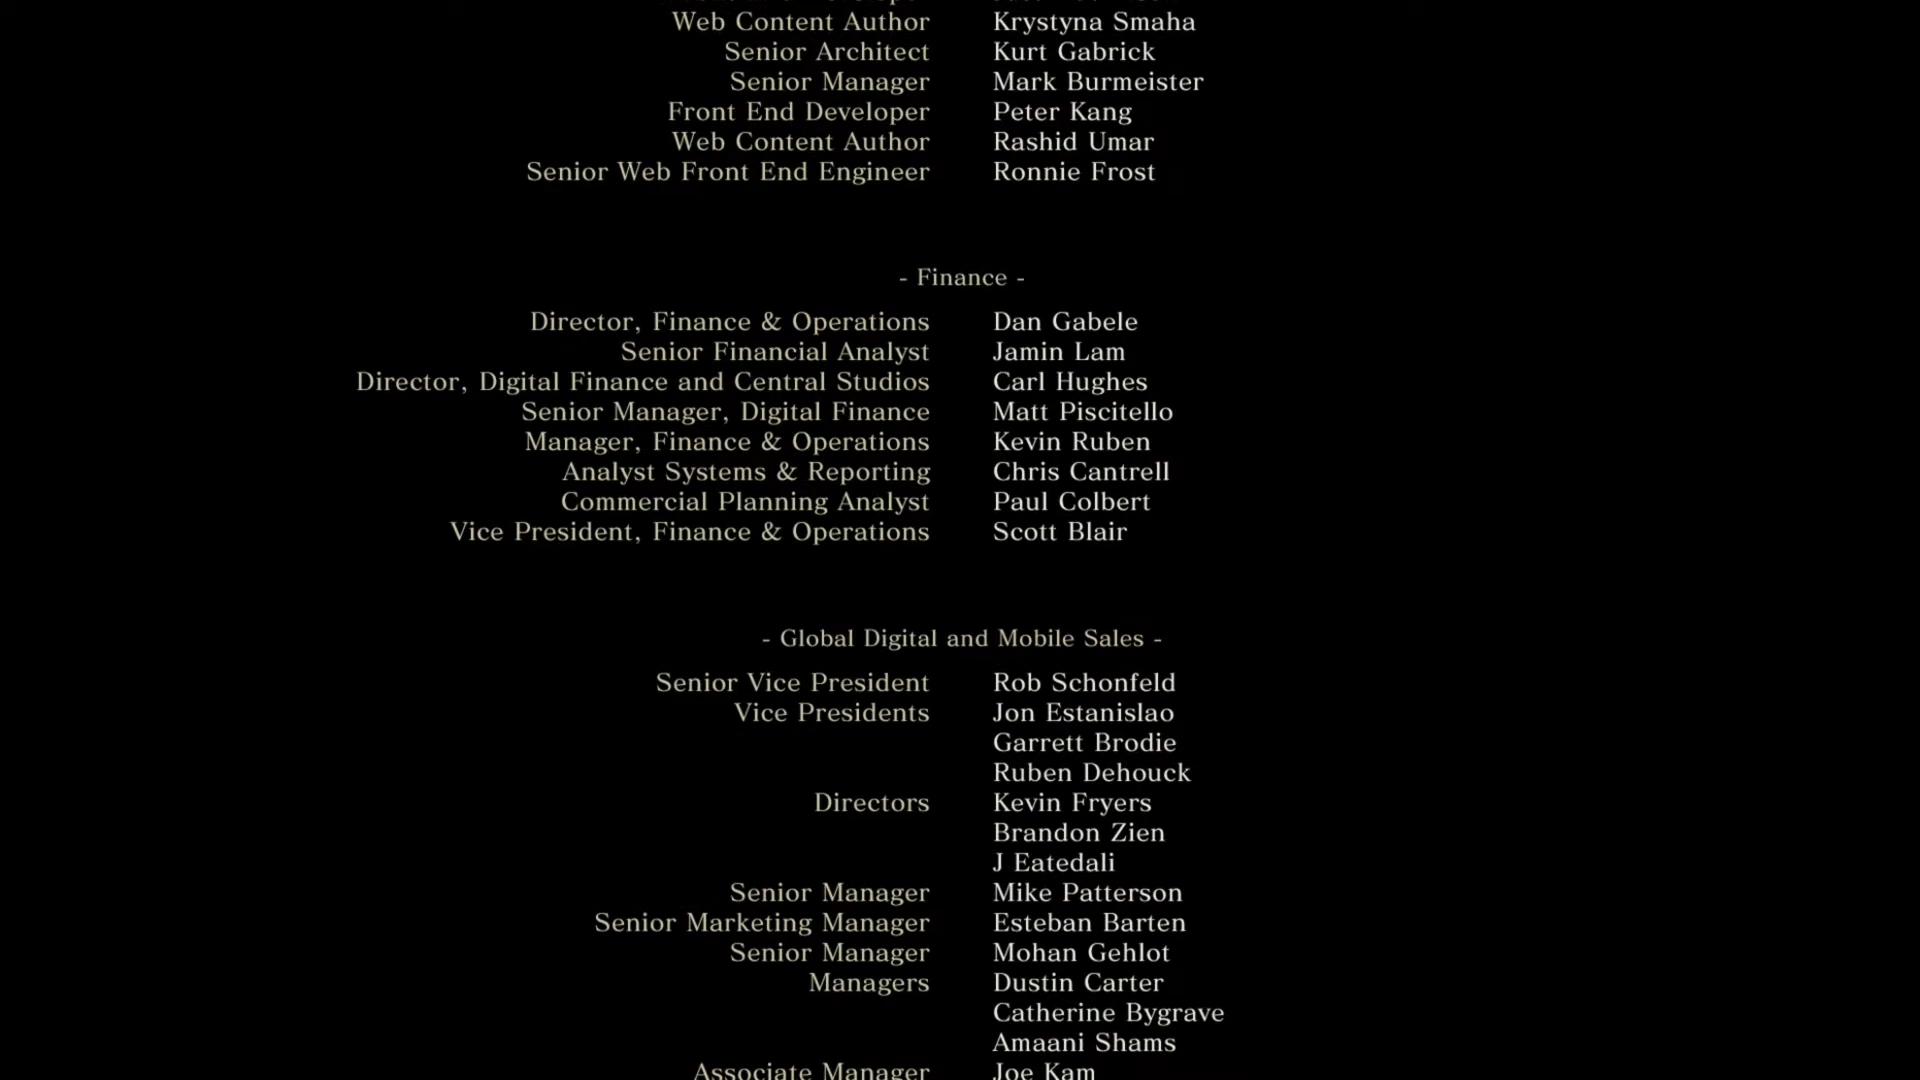 Web Content Author Krystyna Smaha
Senior Architect Kurt Gabrick
Senior Manager Mark Burmeister
Front End Developer Peter Kang
Web Content Author Rashid Umar
Senior Web Front End Engineer Ronnie Frost
- Finance -
Director, Finance & Operations Dan Gabele
Senior Financial Analyst Jamin Lam
Director, Digital Finance and Central Studios Carl Hughes
Senior Manager, Digital Finance Matt Piscitello
Manager, Finance & Operations Kevin Ruben
Analyst Systems & Reporting Chris Cantrell
Commercial Planning Analyst Paul Colbert
Vice President, Finance & Operations Scott Blair
- Global Digital and Mobile Sales -
Senior Vice President Rob Schonfeld
Vice Presidents Jon Estanislao
Garrett Brodie
Ruben Dehouck
Directors Kevin Fryers
Brandon Zien
J Eatedali
Senior Manager Mike Patterson
Senior Marketing Manager Esteban Barten
Senior Manager Mohan Gehlot
Managers Dustin Carter
Catherine Bygrave
Amaani Shams
Associate Manager Joe Kam